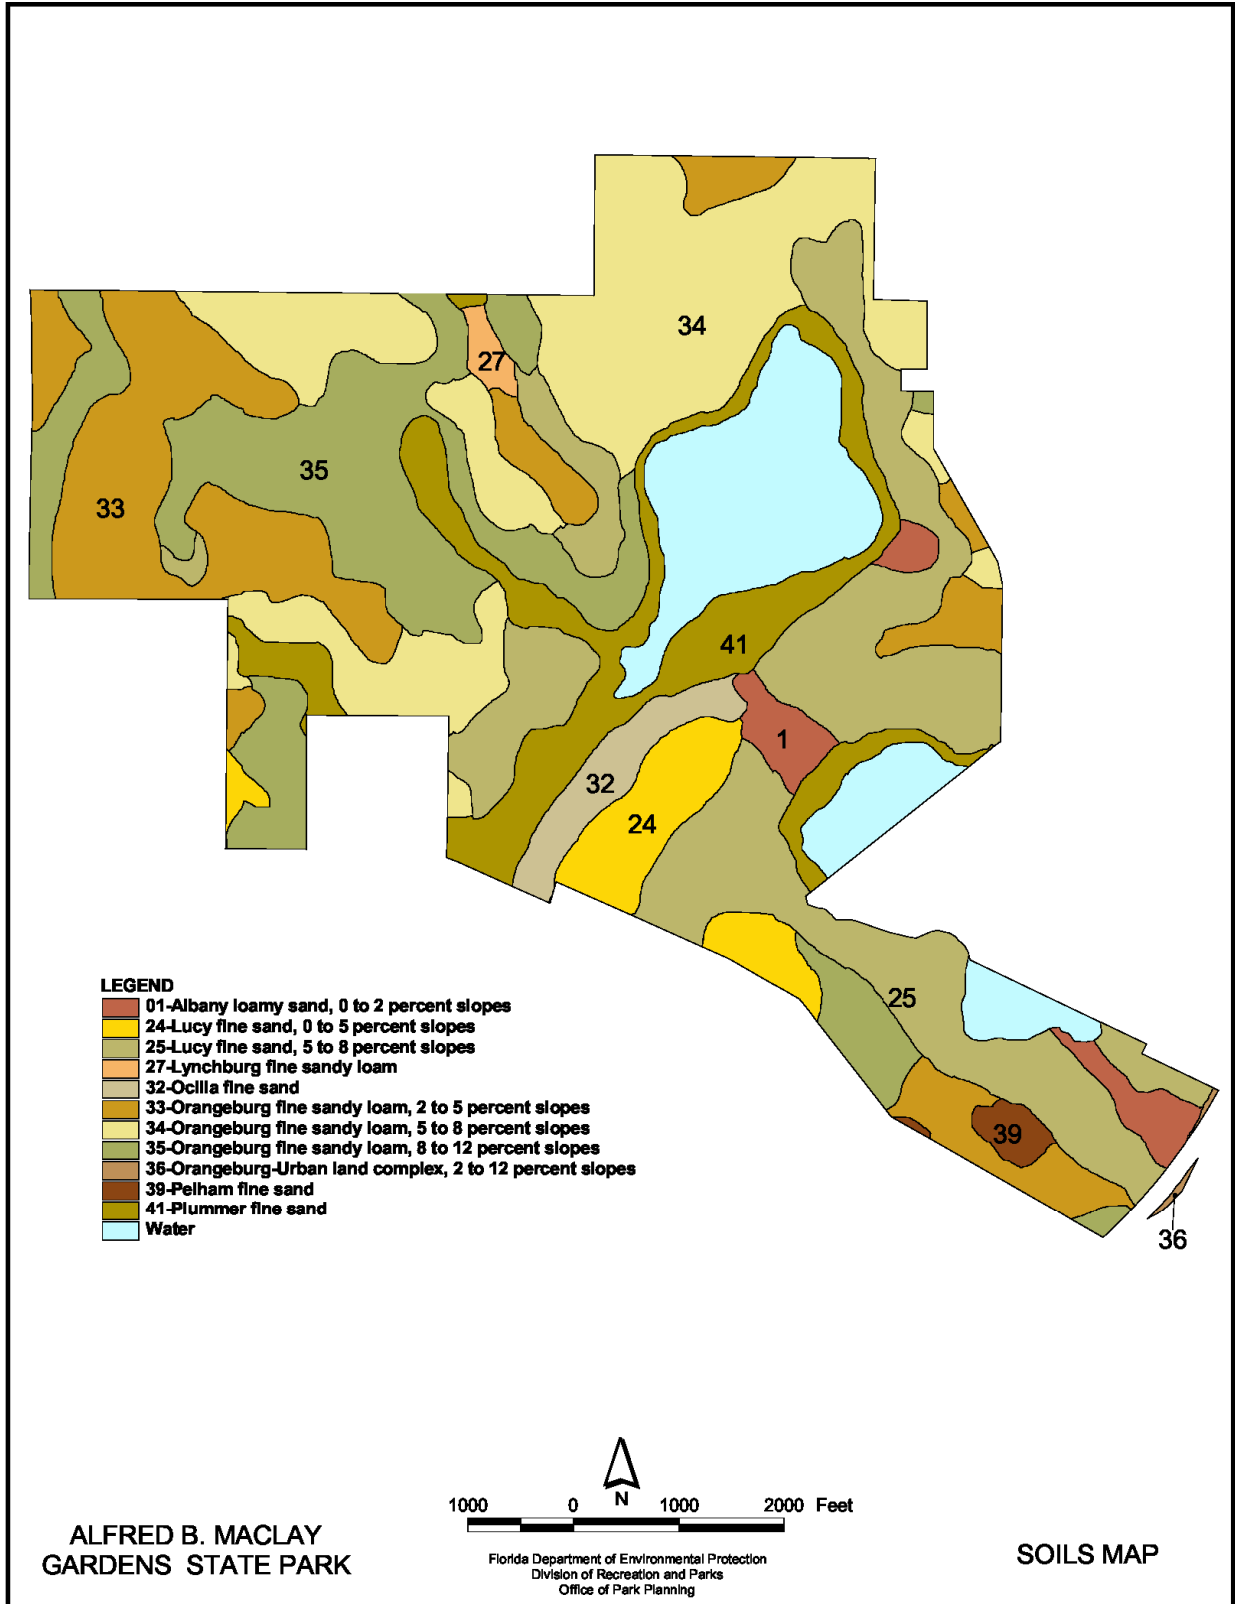 34
27
35
33
41
1
32
24
25
39
36
LEGEND
01-Albany loamy sand, 0 to 2 percent slopes
24-Lucy fine sand, 0 to 5 percent slopes
25-Lucy fine sand, 5 to 8 percent slopes
27-Lynchburg fine sandy loam
32-Ocilla fine sand
33-Orangeburg fine sandy loam, 2 to 5 percent slopes
34-Orangeburg fine sandy loam, 5 to 8 percent slopes
35-Orangeburg fine sandy loam, 8 to 12 percent slopes
36-Orangeburg-Urban land complex, 2 to 12 percent slopes
39-Pelham fine sand
41-Plummer fine sand
Water
N
1000 0 1000 2000 Feet
Florida Department of Environmental Protection
Division of Recreation and Parks
Office of Park Planning
ALFRED B. MACLAY
GARDENS STATE PARK
SOILS MAP